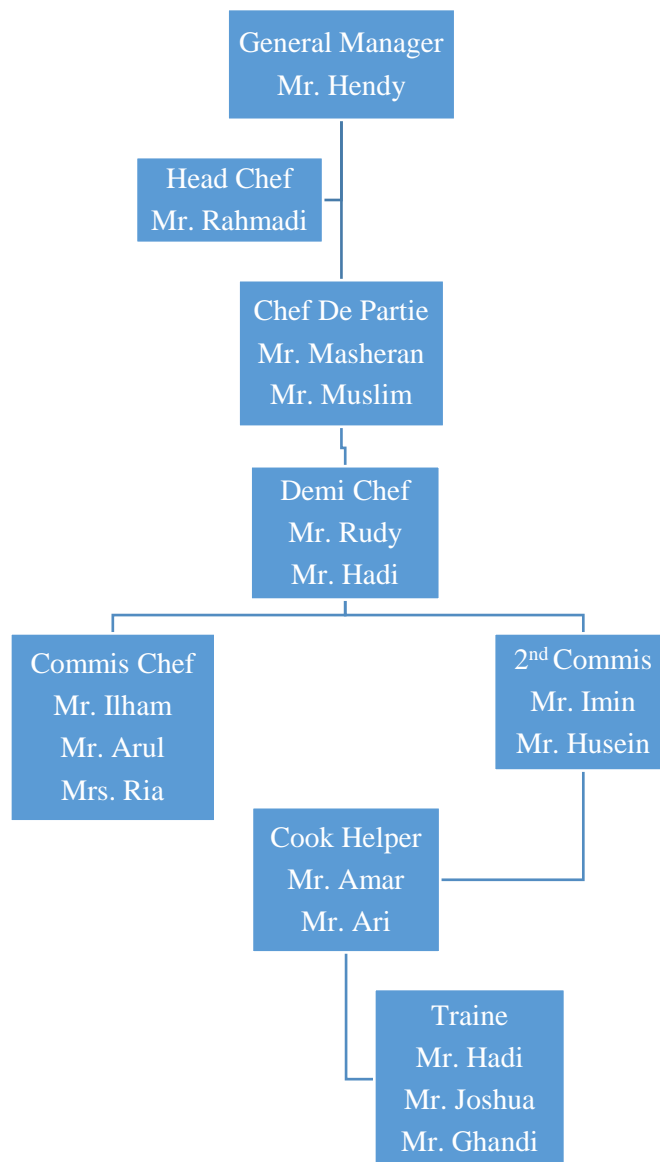 General Manager
Mr. Hendy
Head Chef
Mr. Rahmadi
Chef De Partie
Mr. Masheran
Mr. Muslim
Demi Chef
Mr. Rudy
Mr. Hadi
Commis Chef
Mr. Ilham
Mr. Arul
Mrs. Ria
2nd Commis
Mr. Imin
Mr. Husein
Cook Helper
Mr. Amar
Mr. Ari
Traine
Mr. Hadi
Mr. Joshua
Mr. Ghandi